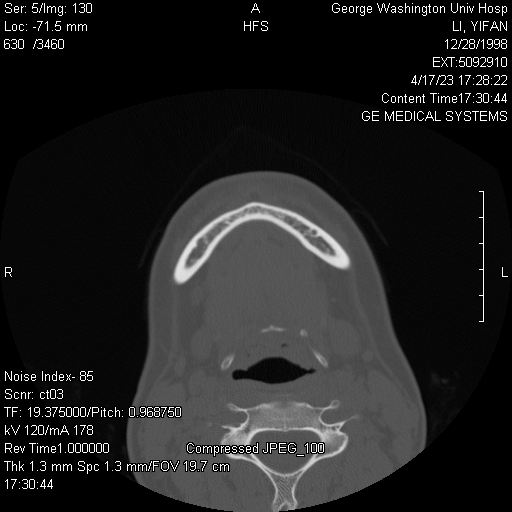 Ser: 5/Img: 130
Loc: -71.5 mm
630 /3460
A
HFS
George Washington Univ Hosp
LI, YIFAN
12/28/1998
EXT:5092910
4/17/23 17:28:22
Content Time17:30:44
GE MEDICAL SYSTEMS
R
L
Noise Index- 85
Scnr: ct03
TF: 19.375000/Pitch: 0.968750
kV 120/mA 178
Rev Time1.000000
Compressed JPEG_100
Thk 1.3 mm Spc 1.3 mm/FOV 19.7 cm
17:30:44